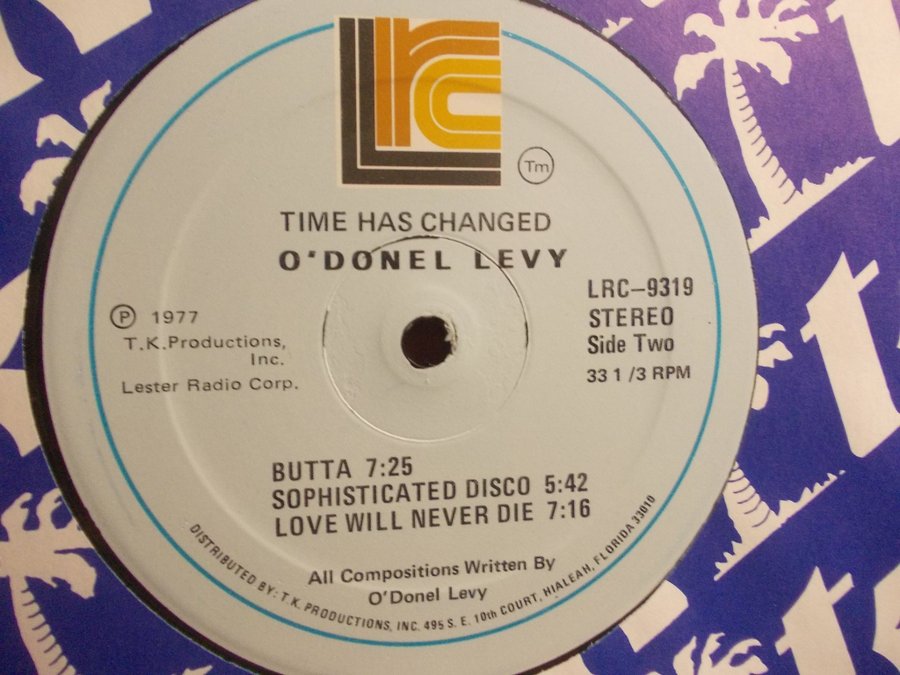 lrc
Tm
TIME HAS CHANGED
O'DONEL LEVY
Ⓟ 1977
T.K.Productions,
Inc.
Lester Radio Corp.
LRC–9319
STEREO
Side Two
33 1 /3 RPM
BUTTA 7:25
SOPHISTICATED DISCO 5:42
LOVE WILL NEVER DIE 7:16
All Compositions Written By
O'Donel Levy
DISTRIBUTED BY: T.K. PRODUCTIONS, INC. 495 S. E. 10th COURT, HIALEAH, FLORIDA 33010